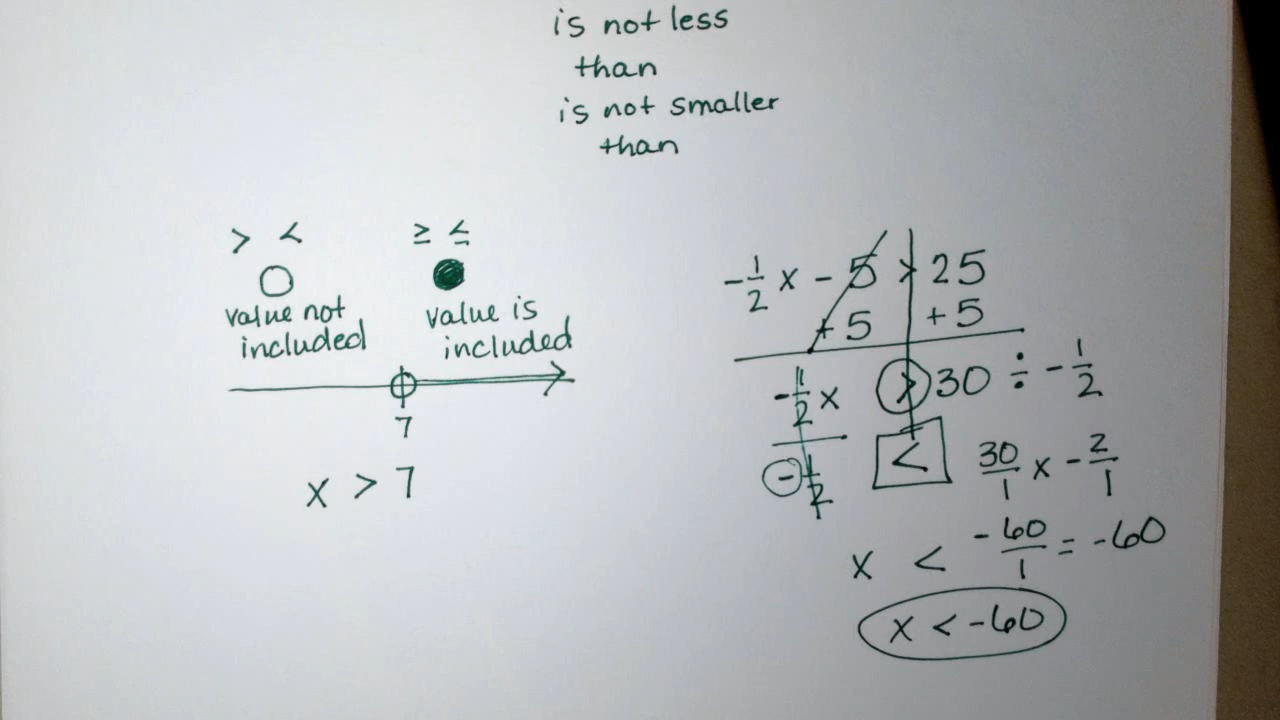 is not less
than
is not smaller
than
> <
≥ ≤
value not
included
value is
included
7
x > 7
-1/2 x - 5 > 25
+5 +5
-1/2 x > 30 ÷ -1/2
-1/2 < 30/1 x -2/1
x < -60/1 = -60
x < -60